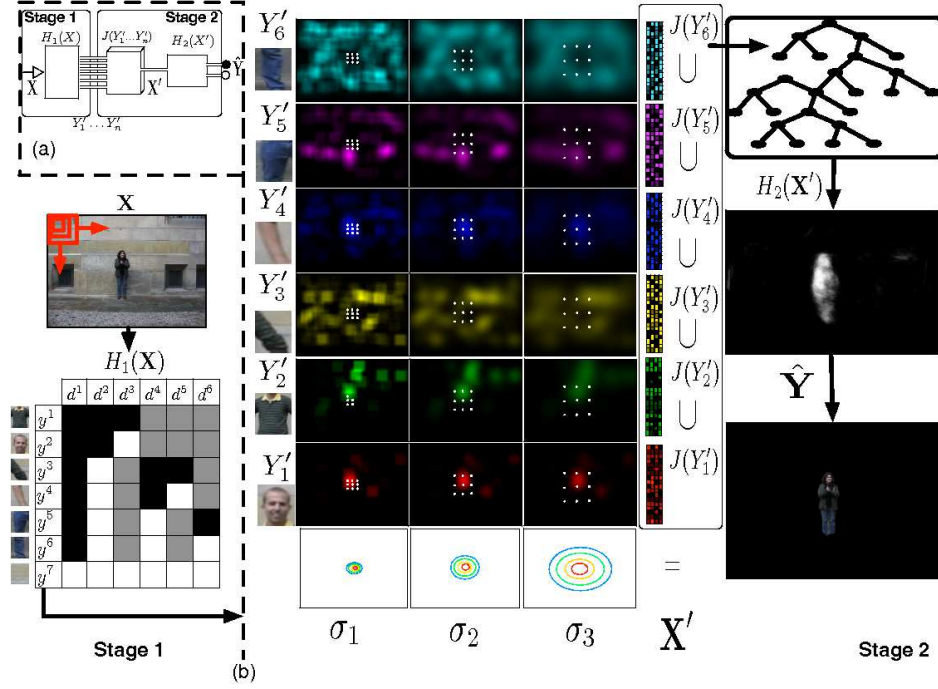 Stage 1
Stage 2
H₁(X)
J(Y′₁...Y′ₙ)
H₂(X′)
X
X′
Ŷ
Y′₁...Y′ₙ
(a)
X
H₁(X)
d¹ d² d³ d⁴ d⁵ d⁶
y¹
y²
y³
y⁴
y⁵
y⁶
y⁷
Stage 1
(b)
Y′₆
Y′₅
Y′₄
Y′₃
Y′₂
Y′₁
σ₁ σ₂ σ₃
J(Y′₆)
∪
J(Y′₅)
∪
J(Y′₄)
∪
J(Y′₃)
∪
J(Y′₂)
∪
J(Y′₁)
=
X′
H₂(X′)
Ŷ
Stage 2